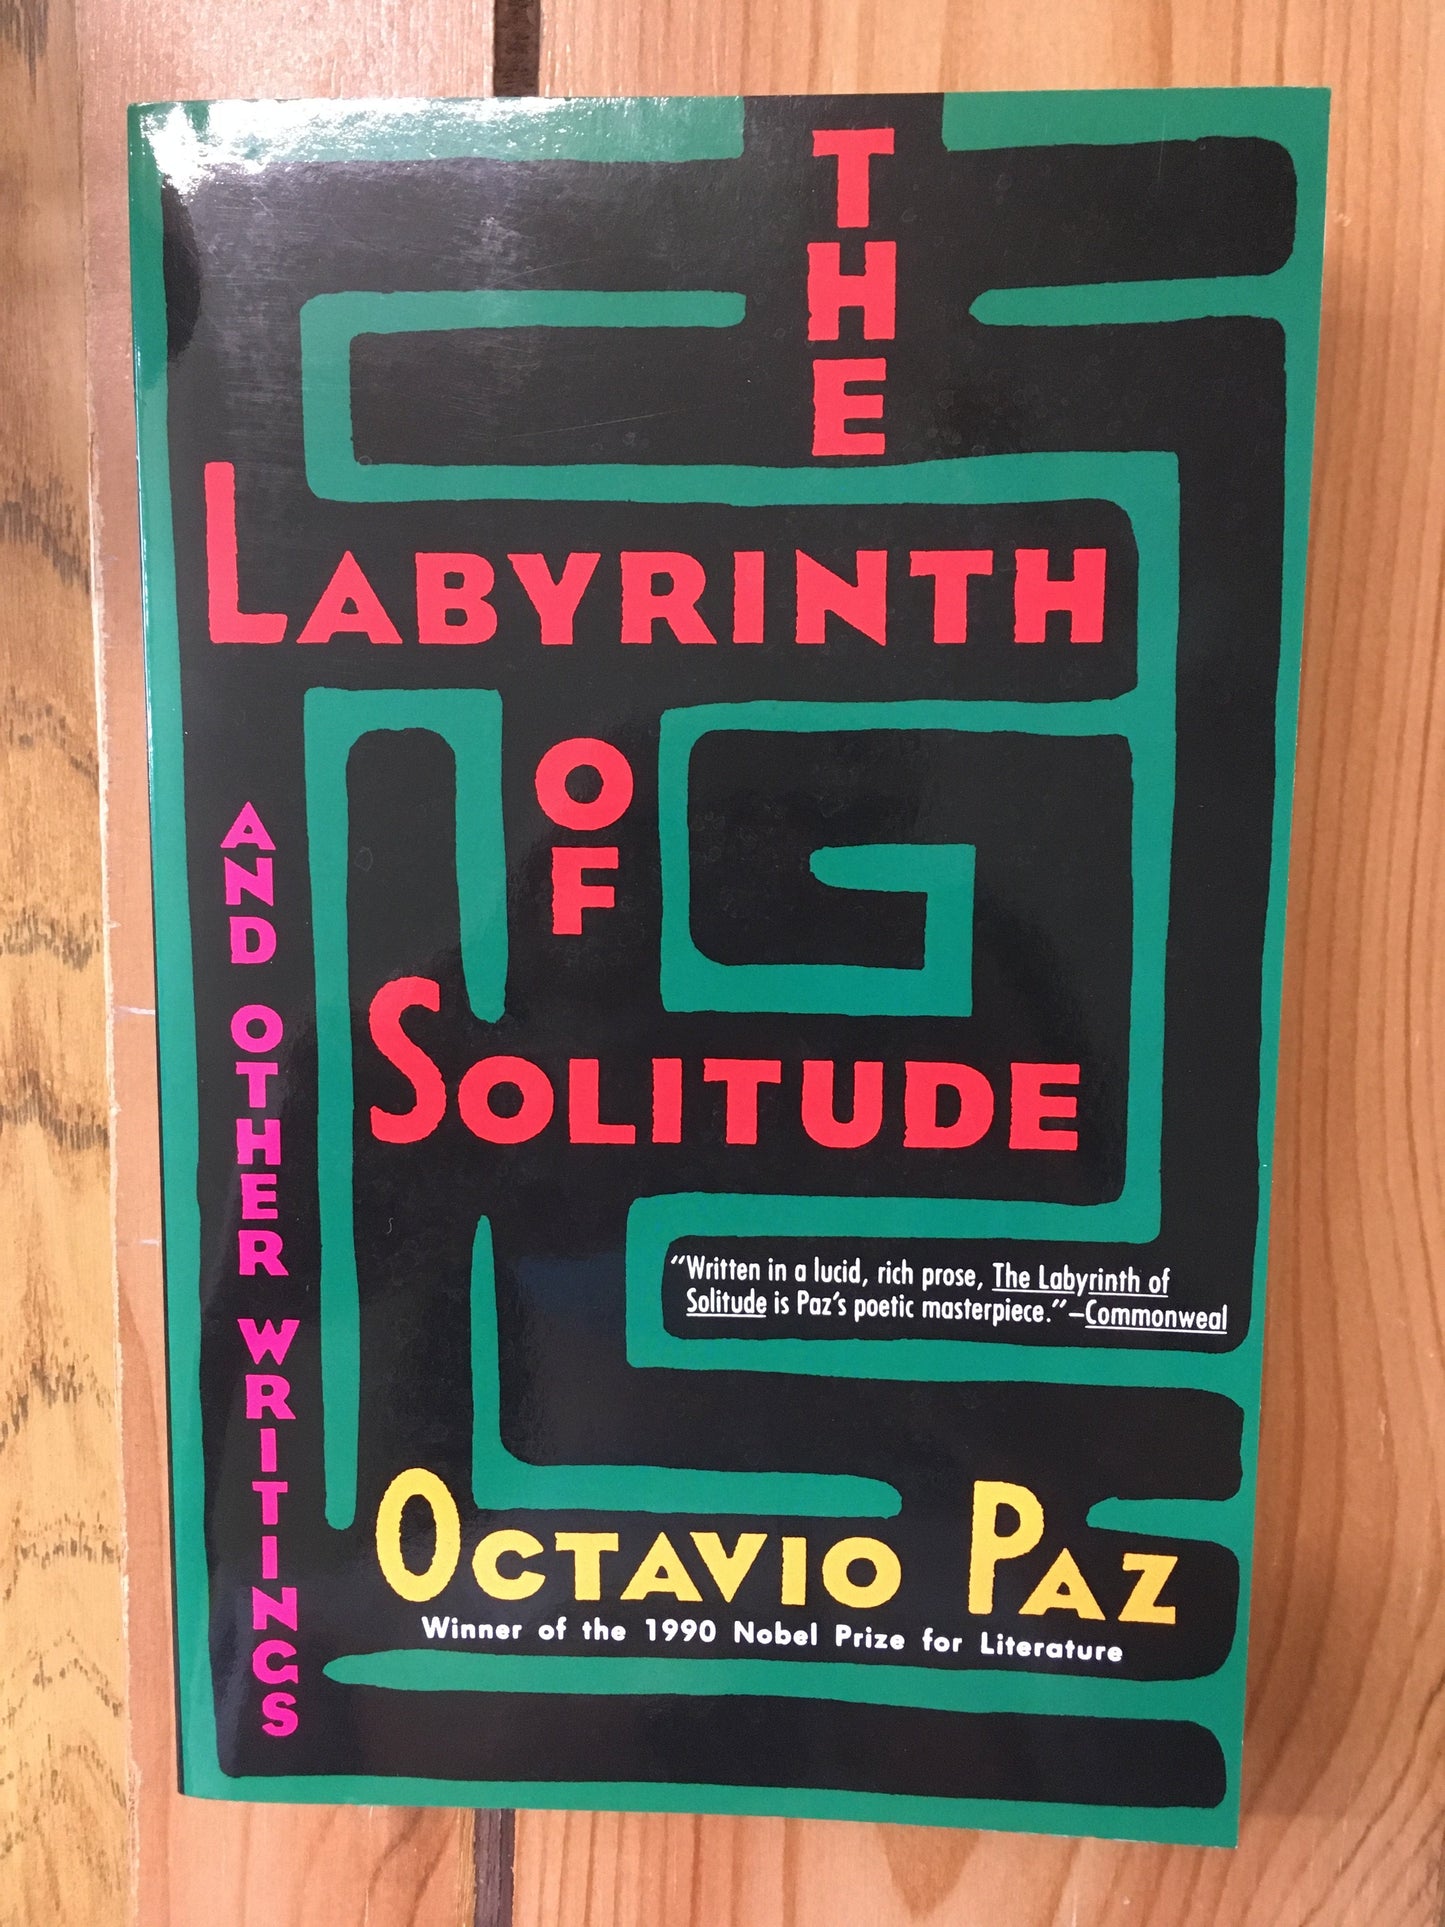 THE
LABYRINTH
OF
SOLITUDE
AND OTHER WRITINGS
“Written in a lucid, rich prose, The Labyrinth of
Solitude is Paz’s poetic masterpiece.”–Commonweal
OCTAVIO PAZ
Winner of the 1990 Nobel Prize for Literature